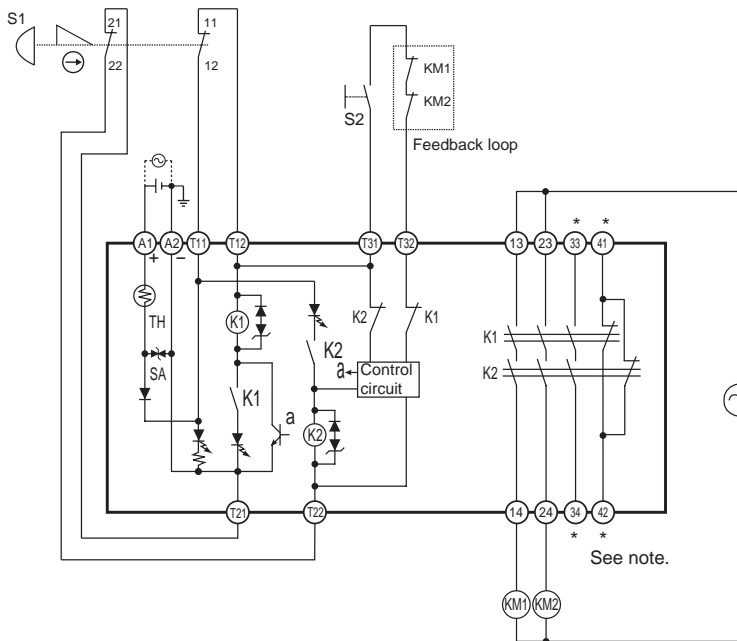 S1
21
22
11
12
S2
KM1
KM2
Feedback loop
A1
A2
T11
T12
T31
T32
13
23
*
33
*
41
+
−
TH
SA
K1
K1
K2
K2
a
K2
K1
a
Control
circuit
K1
K2
T21
T22
14
24
34
42
*
*
See note.
KM1
KM2